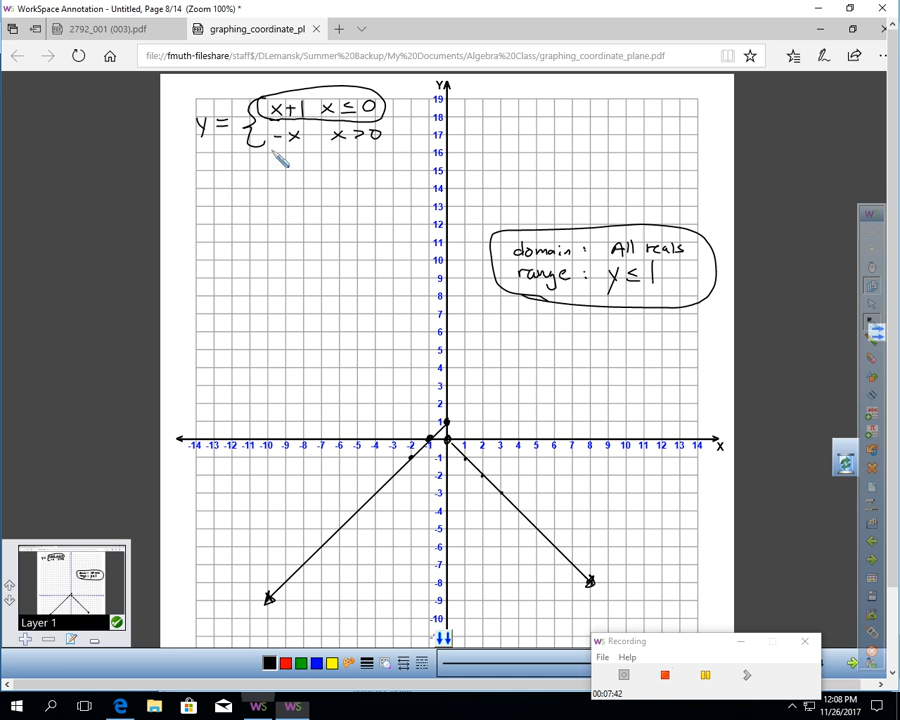 WorkSpace Annotation - Untitled, Page 8/14 (Zoom 100%) *
2792_001 (003).pdf
graphing_coordinate_pl
file://fmuth-fileshare/staff$/DLemansk/Summer%20Backup/My%20Documents/Algebra%20Class/graphing_coordinate_plane.pdf
Y
19
18
17
16
15
14
13
12
11
10
9
8
7
6
5
4
3
2
1
y = { x+1 x ≤ 0
-x x > 0
domain : All reals
range : y ≤ 1
-14 -13 -12 -11 -10 -9 -8 -7 -6 -5 -4 -3 -2 -1 1 2 3 4 5 6 7 8 9 10 11 12 13 14 X
-1
-2
-3
-4
-5
-6
-7
-8
-9
-10
Layer 1
WS Recording
File Help
00:07:42
12:08 PM
11/26/2017